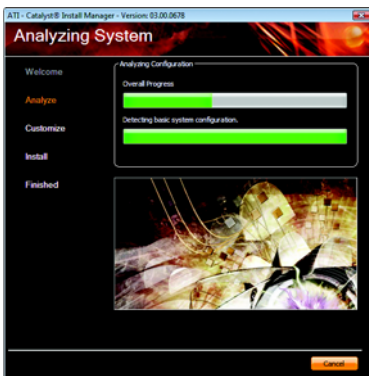 ATI - Catalyst® Install Manager - Version: 03.00.0678
Analyzing System
Welcome
Analyze
Customize
Install
Finished
Analyzing Configuration
Overall Progress
Detecting basic system configuration.
Cancel